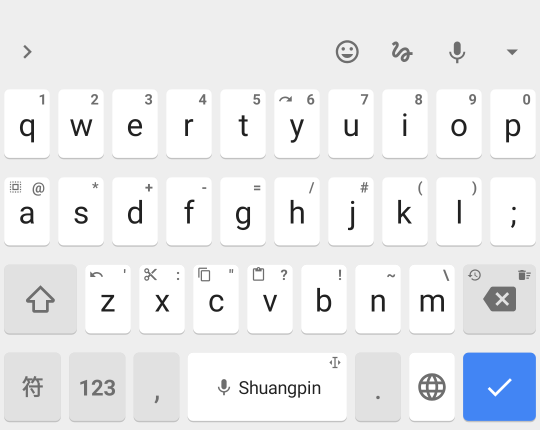 1 2 3 4 5 6 7 8 9 0
q w e r t y u i o p
@ * + - = / # ( )
a s d f g h j k l ;
' : " ? ! ~ \
z x c v b n m
符 123 , Shuangpin .